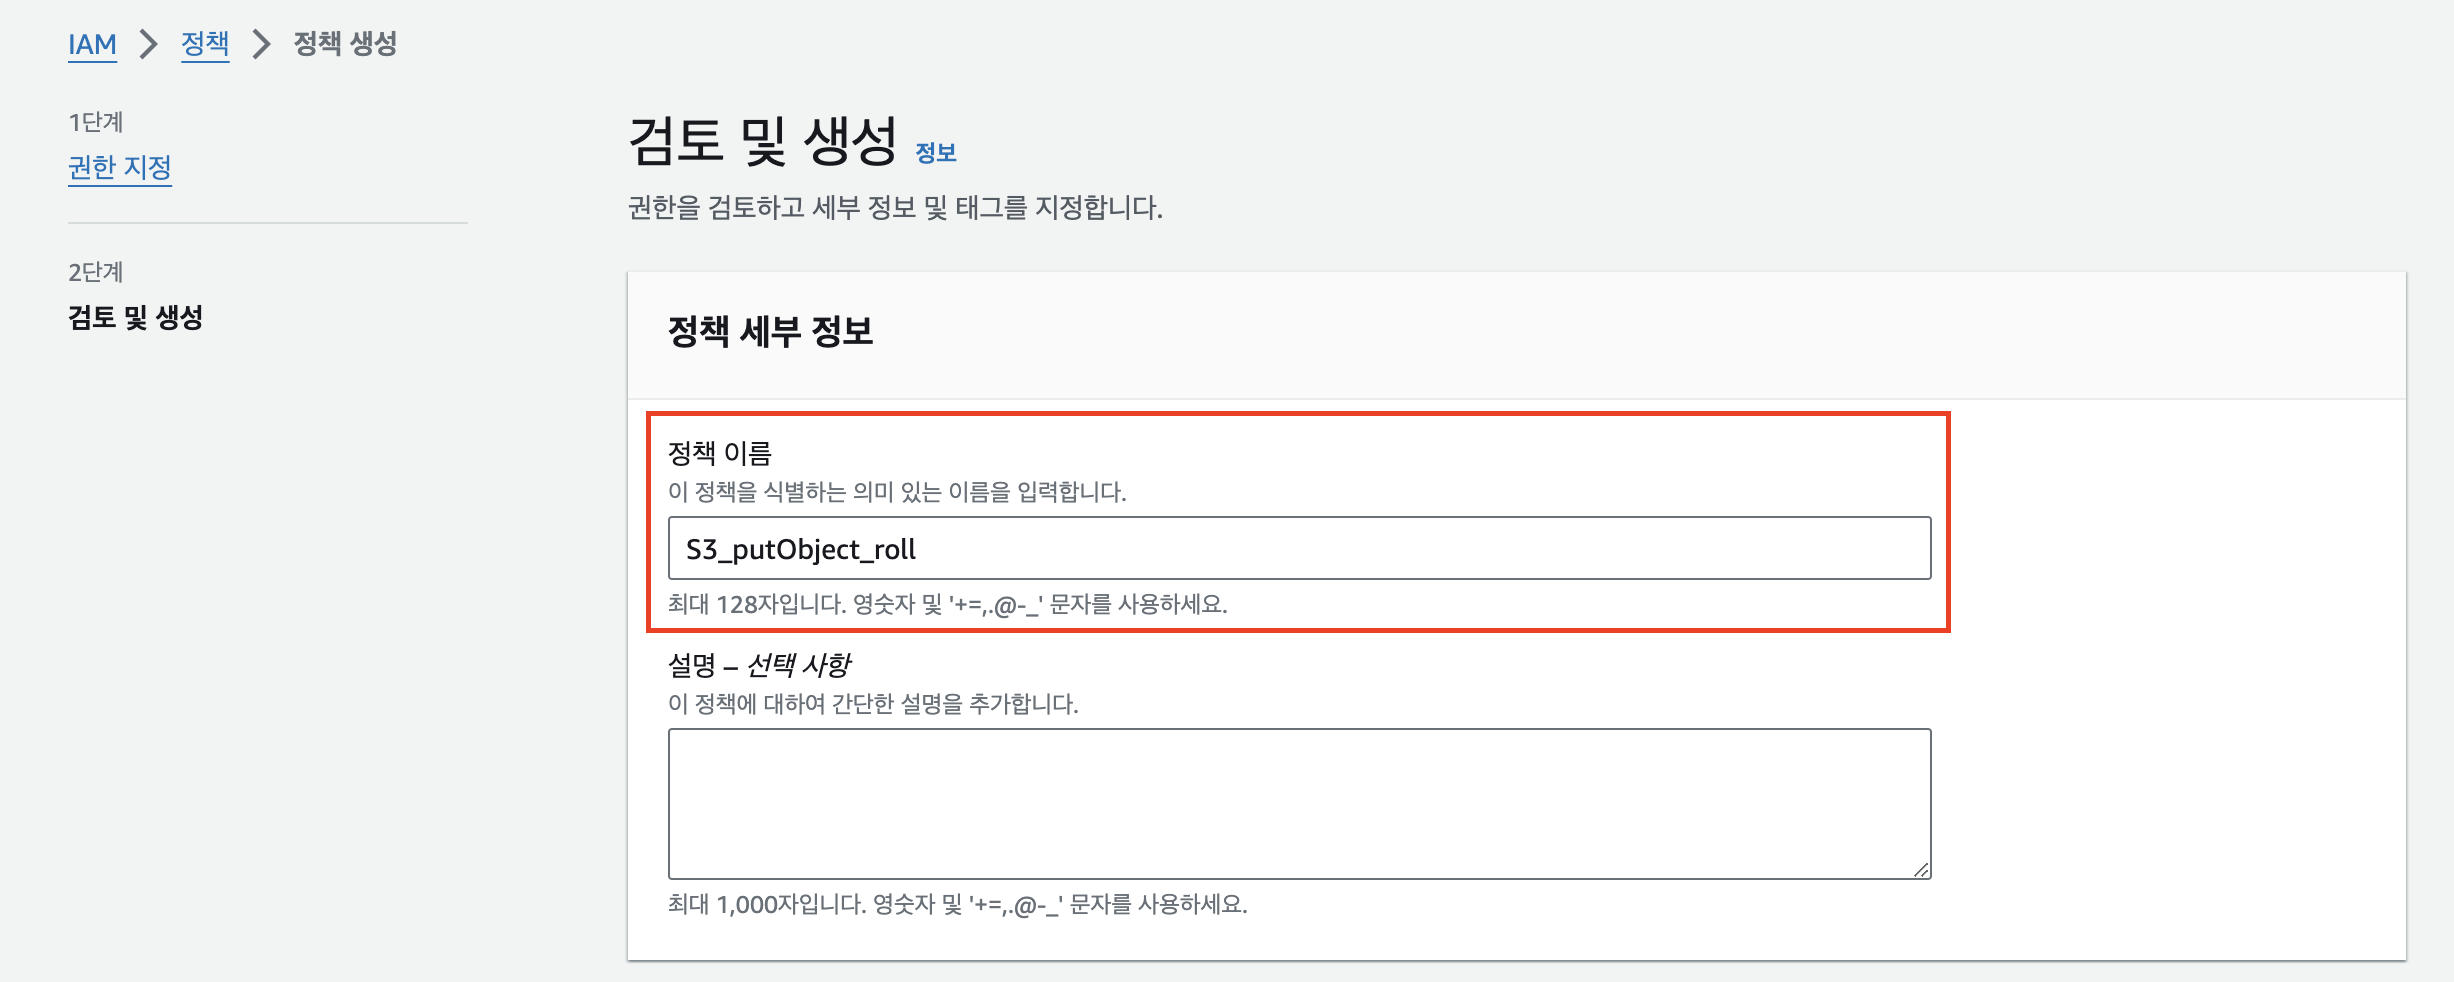 IAM > 정책 > 정책 생성
1단계
권한 지정
2단계
검토 및 생성
검토 및 생성 정보
권한을 검토하고 세부 정보 및 태그를 지정합니다.
정책 세부 정보
정책 이름
이 정책을 식별하는 의미 있는 이름을 입력합니다.
S3_putObject_roll
최대 128자입니다. 영숫자 및 '+=,.@-_' 문자를 사용하세요.
설명 – 선택 사항
이 정책에 대하여 간단한 설명을 추가합니다.
최대 1,000자입니다. 영숫자 및 '+=,.@-_' 문자를 사용하세요.